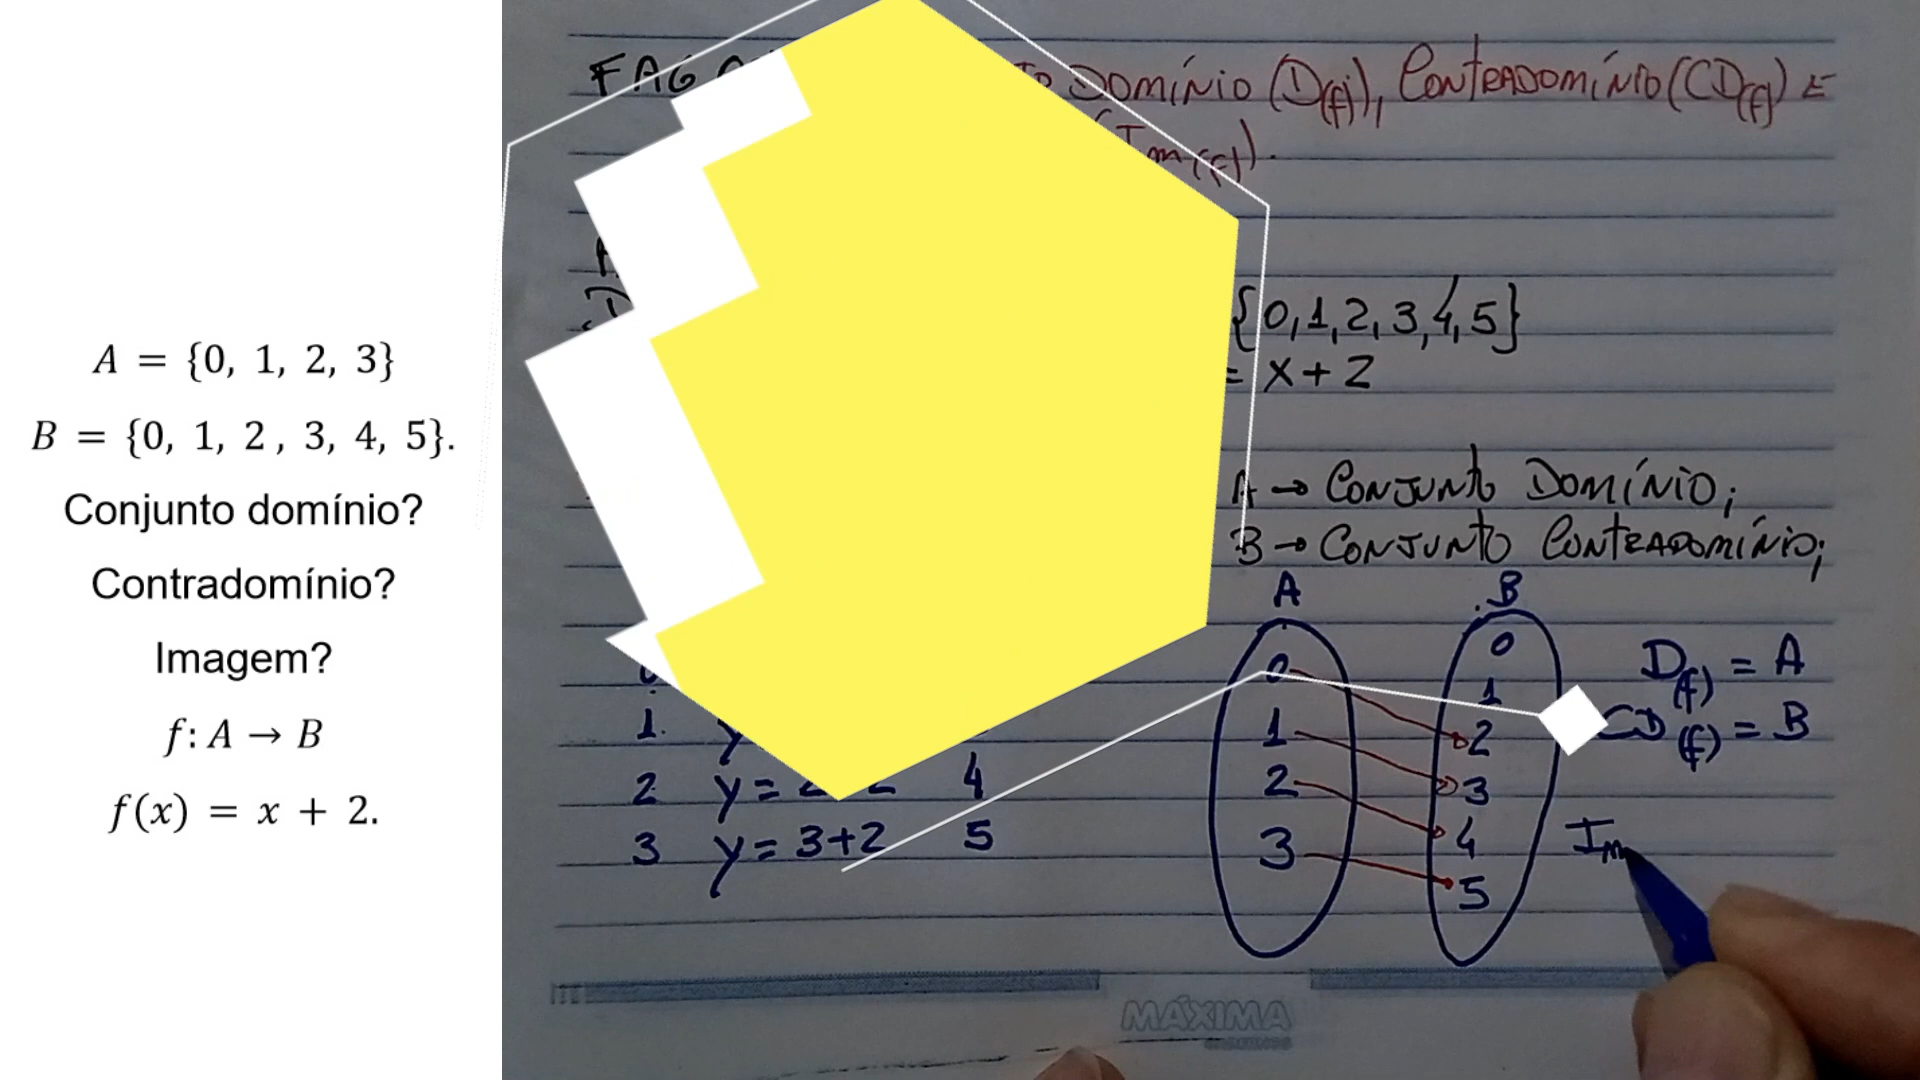 A = {0, 1, 2, 3}
B = {0, 1, 2 , 3, 4, 5}.
Conjunto domínio?
Contradomínio?
Imagem?
f: A → B
f(x) = x + 2.
DOMÍNIO (D(f)), CONTRADOMÍNIO (CD(f)) E
Im(f)).
{0,1,2,3,4,5}
= X+2
A → CONJUNTO DOMÍNIO;
B → CONJUNTO CONTRADOMÍNIO;
A B
0 0
1 1
2 2
3 3
4
5
D(f) = A
CD(f) = B
Im
1. y
2 y= 4
3 y= 3+2 5
MÁXIMA